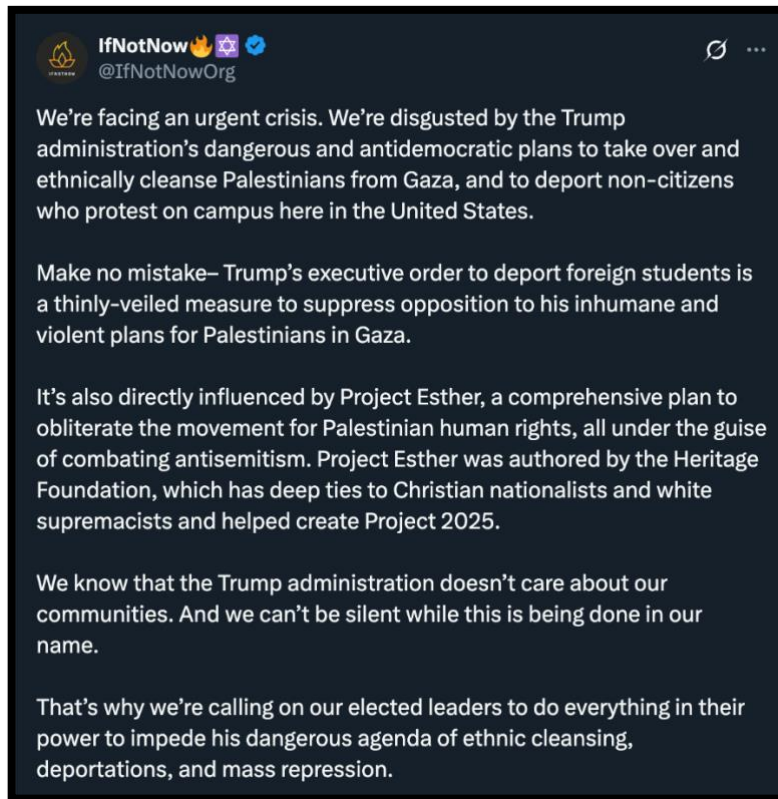 IfNotNow🔥✡️
@IfNotNowOrg
IFNOTNOW
We’re facing an urgent crisis. We’re disgusted by the Trump
administration’s dangerous and antidemocratic plans to take over and
ethnically cleanse Palestinians from Gaza, and to deport non-citizens
who protest on campus here in the United States.
Make no mistake– Trump’s executive order to deport foreign students is
a thinly-veiled measure to suppress opposition to his inhumane and
violent plans for Palestinians in Gaza.
It’s also directly influenced by Project Esther, a comprehensive plan to
obliterate the movement for Palestinian human rights, all under the guise
of combating antisemitism. Project Esther was authored by the Heritage
Foundation, which has deep ties to Christian nationalists and white
supremacists and helped create Project 2025.
We know that the Trump administration doesn’t care about our
communities. And we can’t be silent while this is being done in our
name.
That’s why we’re calling on our elected leaders to do everything in their
power to impede his dangerous agenda of ethnic cleansing,
deportations, and mass repression.